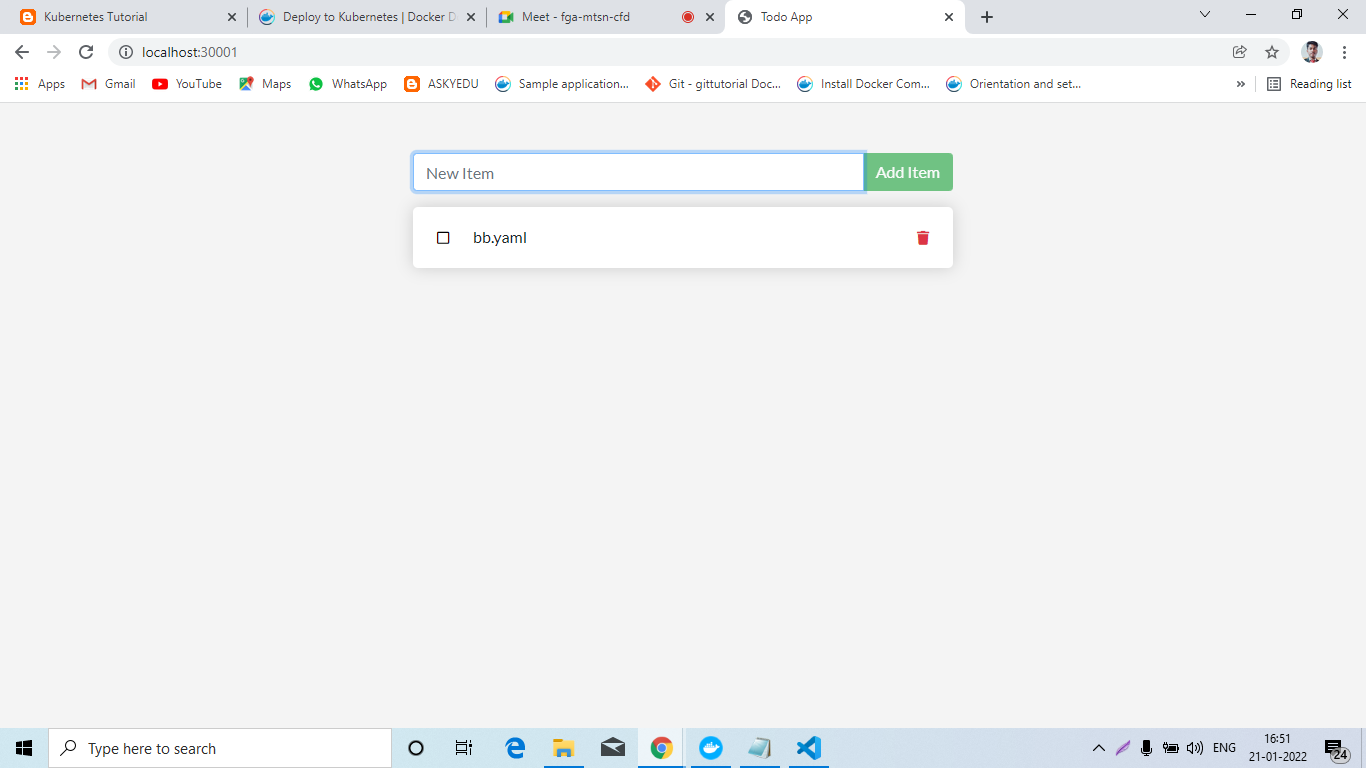 Kubernetes Tutorial
Deploy to Kubernetes | Docker D
Meet - fga-mtsn-cfd
Todo App
localhost:30001
Apps
Gmail
YouTube
Maps
WhatsApp
ASKYEDU
Sample application...
Git - gittutorial Doc...
Install Docker Com...
Orientation and set...
»
Reading list
New Item
Add Item
bb.yaml
Type here to search
ENG
16:51
21-01-2022
24